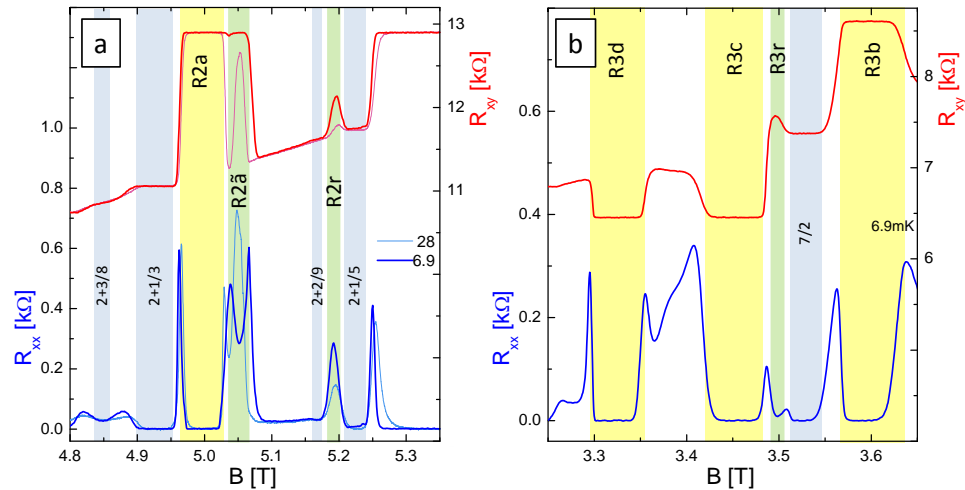 a
R2a
R2ã
R2r
2+3/8
2+1/3
2+2/9
2+1/5
28
6.9
R_xx [kΩ]
0.0
0.2
0.4
0.6
0.8
1.0
R_xy [kΩ]
13
12
11
4.8 4.9 5.0 5.1 5.2 5.3
B [T]
b
R3d
R3c
R3r
R3b
7/2
6.9mK
R_xx [kΩ]
0.0
0.2
0.4
0.6
R_xy [kΩ]
8
7
6
3.3 3.4 3.5 3.6
B [T]